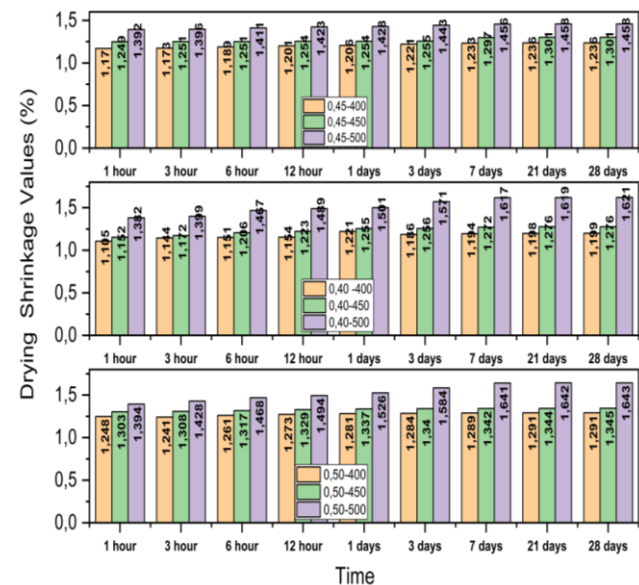 Drying Shrinkage Values (%)
1,5
1,0
0,5
0,0
1,17 1,249 1,392 1,173 1,251 1,396 1,189 1,251 1,411 1,201 1,254 1,423 1,206 1,254 1,428 1,221 1,255 1,443 1,233 1,297 1,456 1,236 1,301 1,458 1,236 1,301 1,458
0,45-400
0,45-450
0,45-500
1 hour 3 hour 6 hour 12 hour 1 days 3 days 7 days 21 days 28 days
1,5
1,0
0,5
0,0
1,105 1,152 1,382 1,144 1,172 1,399 1,151 1,206 1,467 1,154 1,223 1,489 1,221 1,255 1,501 1,186 1,256 1,571 1,194 1,272 1,617 1,198 1,276 1,619 1,199 1,276 1,621
0,40 -400
0,40-450
0,40-500
1 hour 3 hour 6 hour 12 hour 1 days 3 days 7 days 21 days 28 days
1,5
1,0
0,5
0,0
1,248 1,303 1,394 1,241 1,308 1,428 1,261 1,317 1,468 1,273 1,329 1,494 1,281 1,337 1,526 1,284 1,34 1,584 1,289 1,342 1,641 1,291 1,344 1,642 1,291 1,345 1,643
0,50-400
0,50-450
0,50-500
1 hour 3 hour 6 hour 12 hour 1 days 3 days 7 days 21 days 28 days
Time